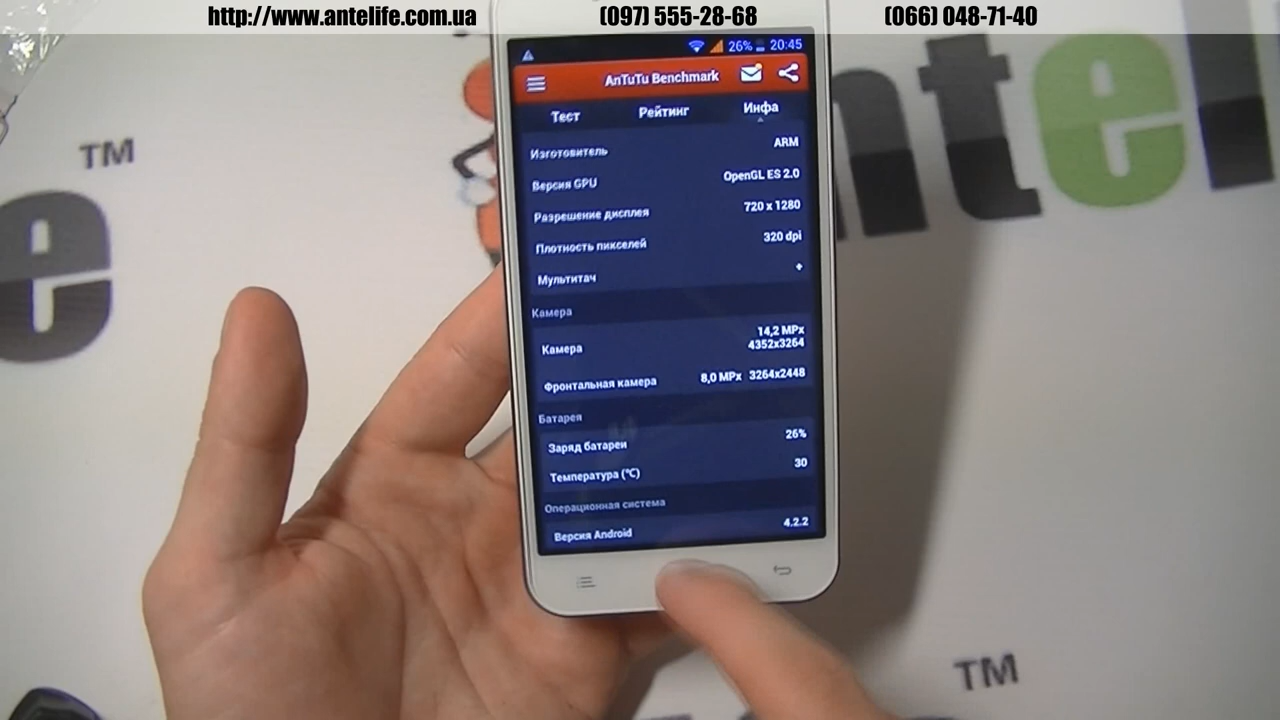 http://www.antelife.com.ua (097) 555-28-68 (066) 048-71-40
26% 20:45
AnTuTu Benchmark
Тест Рейтинг Инфа
Изготовитель ARM
Версия GPU OpenGL ES 2.0
Разрешение дисплея 720 x 1280
Плотность пикселей 320 dpi
Мультитач +
Камера
Камера 14,2 MPx
4352x3264
Фронтальная камера 8,0 MPx 3264x2448
Батарея
Заряд батареи 26%
Температура (°C) 30
Операционная система
Версия Android 4.2.2
TM
e
antel
TM